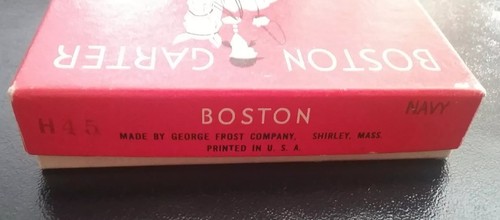 BOSTON GARTER
BOSTON
NAVY
H45
MADE BY GEORGE FROST COMPANY, SHIRLEY, MASS.
PRINTED IN U. S. A.